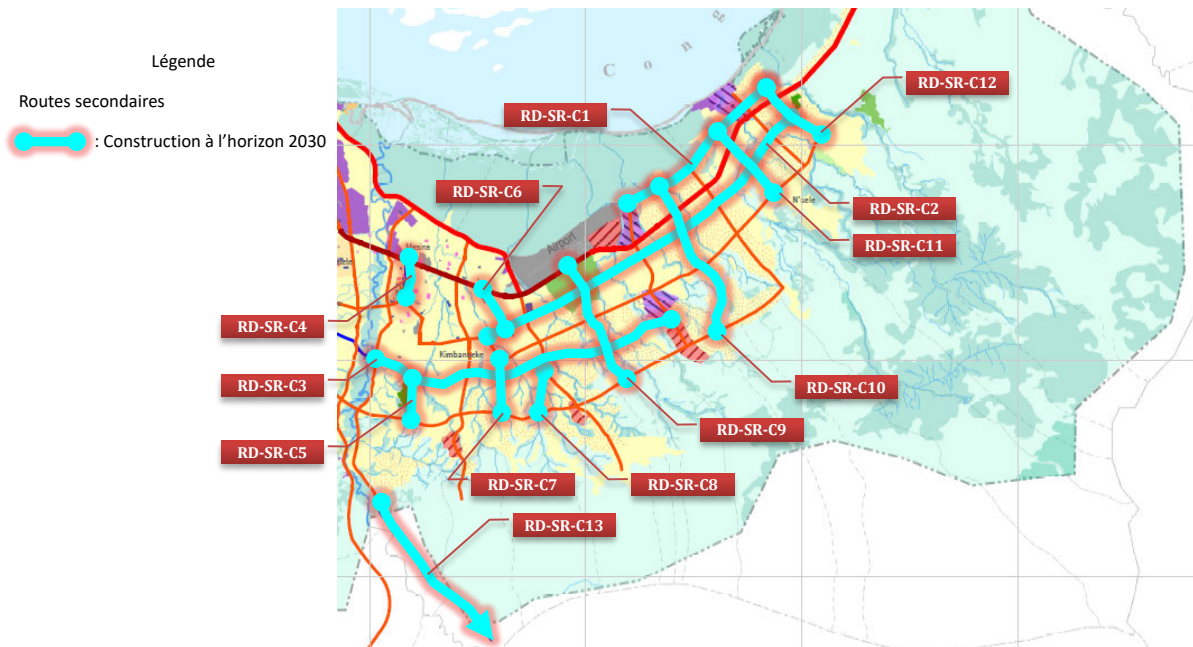 Légende
Routes secondaires
: Construction à l’horizon 2030
C o n g
RD-SR-C12
RD-SR-C1
RD-SR-C6
RD-SR-C2
N'sele
RD-SR-C11
Airport
Masina
RD-SR-C4
Kimbanseke
RD-SR-C3
RD-SR-C10
RD-SR-C9
RD-SR-C5
RD-SR-C7
RD-SR-C8
RD-SR-C13